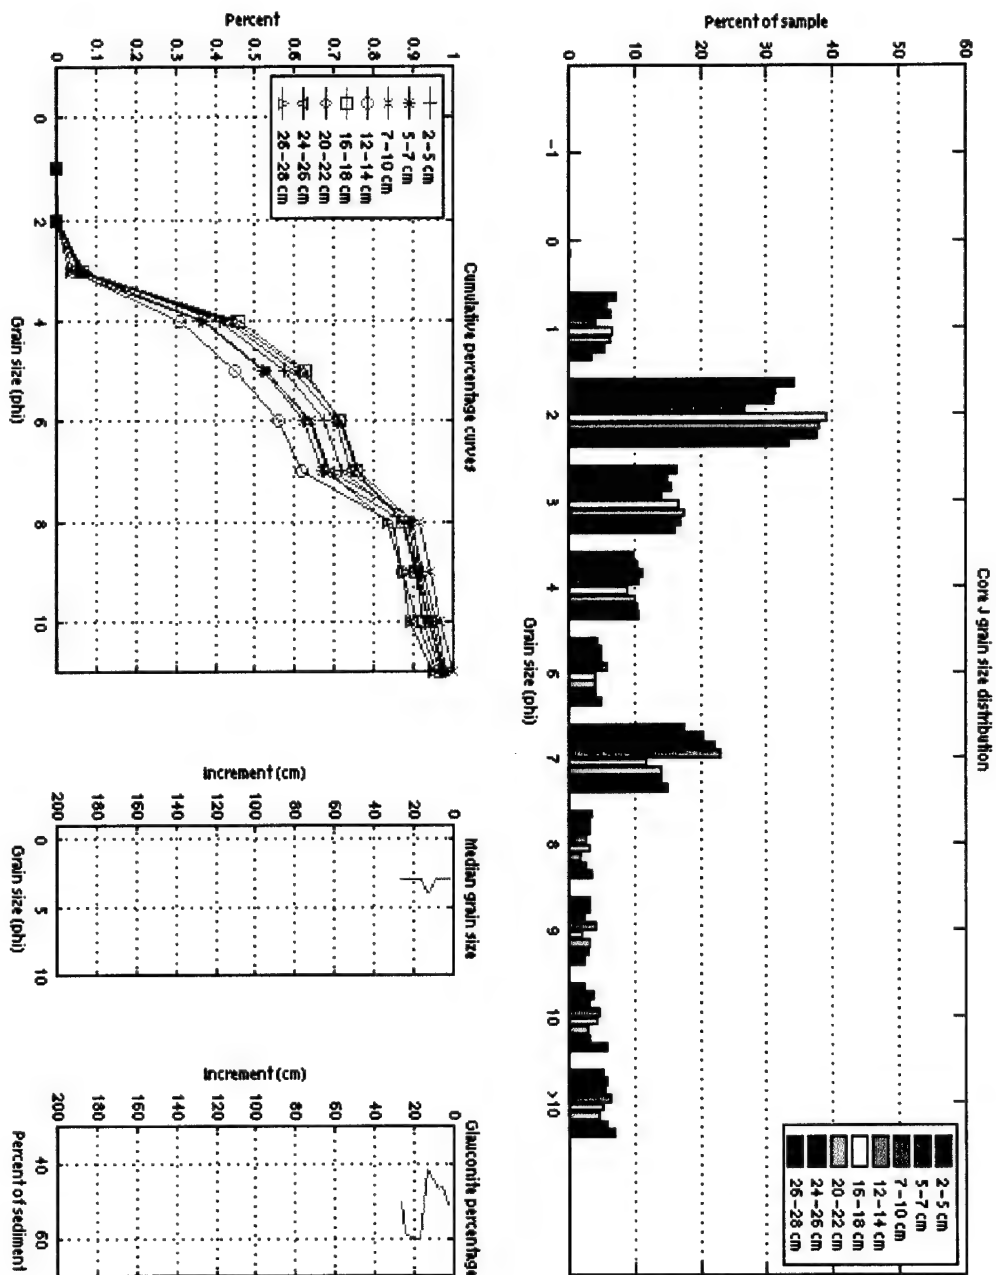 Core J grain size distribution
Percent of sample
60
50
40
30
20
10
0
-1 0 1 2 3 4 6 7 8 9 10 >10
Grain size (phi)
2-5 cm
5-7 cm
7-10 cm
12-14 cm
16-18 cm
20-22 cm
24-26 cm
26-28 cm
Cumulative percentage curves
Percent
1
0.9
0.8
0.7
0.6
0.5
0.4
0.3
0.2
0.1
0
0 2 4 6 8 10
Grain size (phi)
2-5 cm
5-7 cm
7-10 cm
12-14 cm
16-18 cm
20-22 cm
24-26 cm
26-28 cm
Median grain size
Increment (cm)
0
20
40
60
80
100
120
140
160
180
200
0 5 10
Grain size (phi)
Glauconite percentage
Increment (cm)
0
20
40
60
80
100
120
140
160
180
200
40 60
Percent of sediment